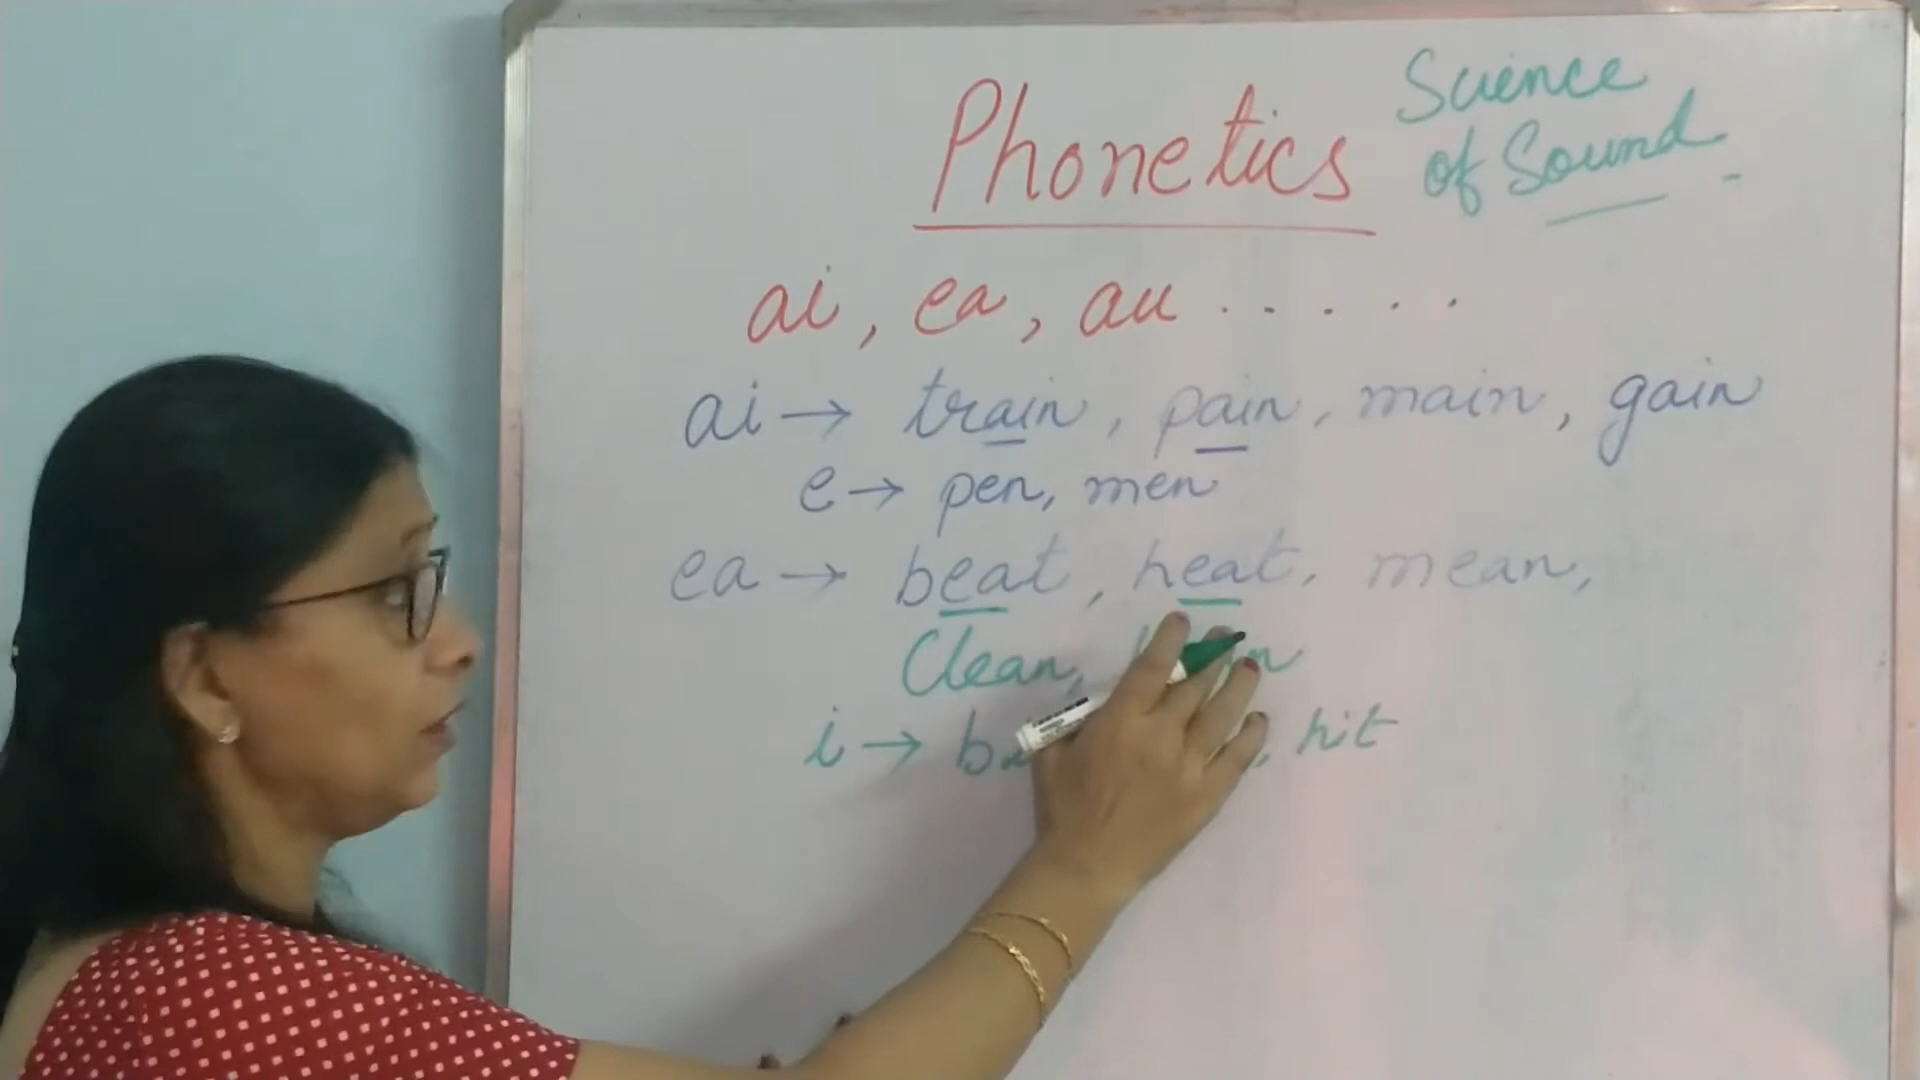 Phonetics
Science
of Sound
ai, ea, au . . . . .
ai → train, pain, main, gain
e → pen, men
ea → beat, heat, mean,
Clean,
i → hit